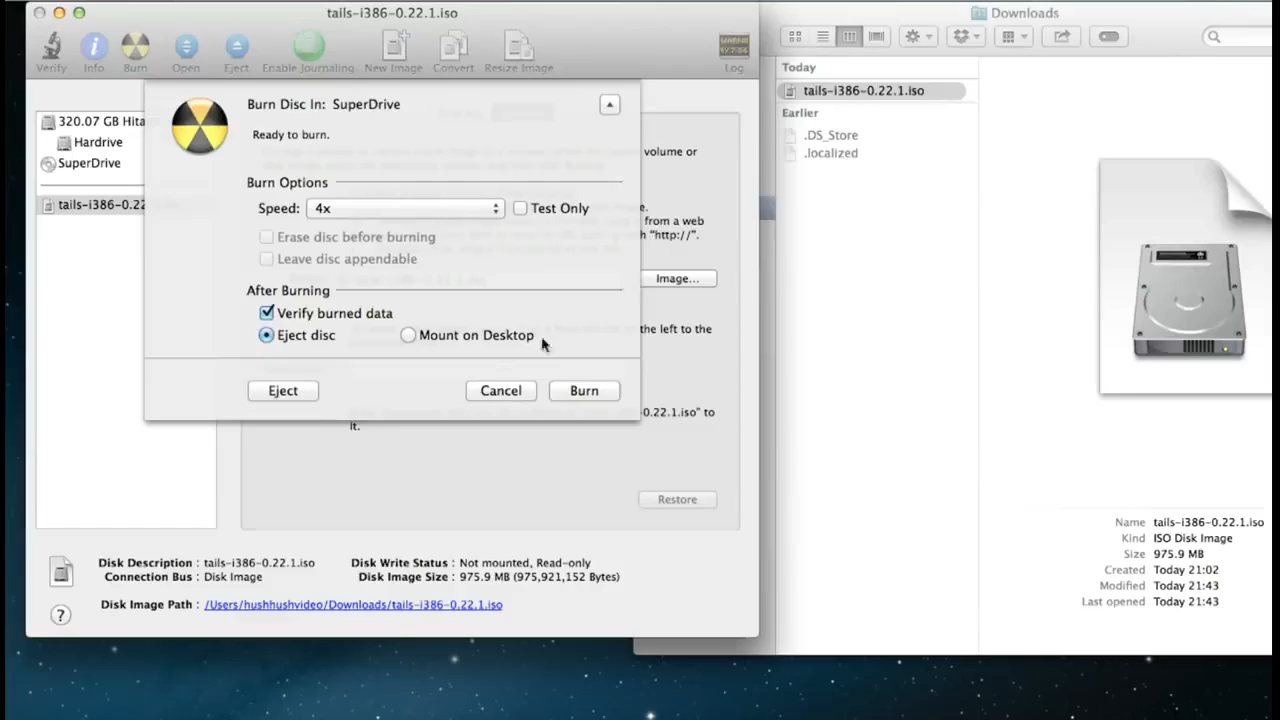 tails-i386-0.22.1.iso
Verify Info Burn Open Eject Enable Journaling New Image Convert Resize Image Log
320.07 GB Hita
Hardrive
SuperDrive
tails-i386-0.22
Burn Disc In: SuperDrive
Ready to burn.
Burn Options
Speed: 4x Test Only
Erase disc before burning
Leave disc appendable
After Burning
Verify burned data
Eject disc Mount on Desktop
Eject Cancel Burn
volume or
from a web
"http://".
Image...
the left to the
0.22.1.iso" to
it.
Restore
Disk Description : tails-i386-0.22.1.iso
Connection Bus : Disk Image
Disk Write Status : Not mounted, Read-only
Disk Image Size : 975.9 MB (975,921,152 Bytes)
Disk Image Path : /Users/hushhushvideo/Downloads/tails-i386-0.22.1.iso
?
Downloads
Today
tails-i386-0.22.1.iso
Earlier
.DS_Store
.localized
Name tails-i386-0.22.1.iso
Kind ISO Disk Image
Size 975.9 MB
Created Today 21:02
Modified Today 21:43
Last opened Today 21:43